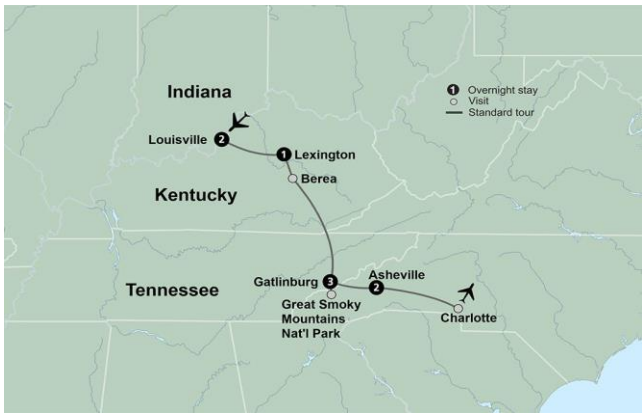 1 Overnight stay
Visit
Standard tour
Indiana
Louisville 2
1 Lexington
Berea
Kentucky
Tennessee
Gatlinburg 3
Asheville
2
Great Smoky
Mountains
Nat'l Park
Charlotte